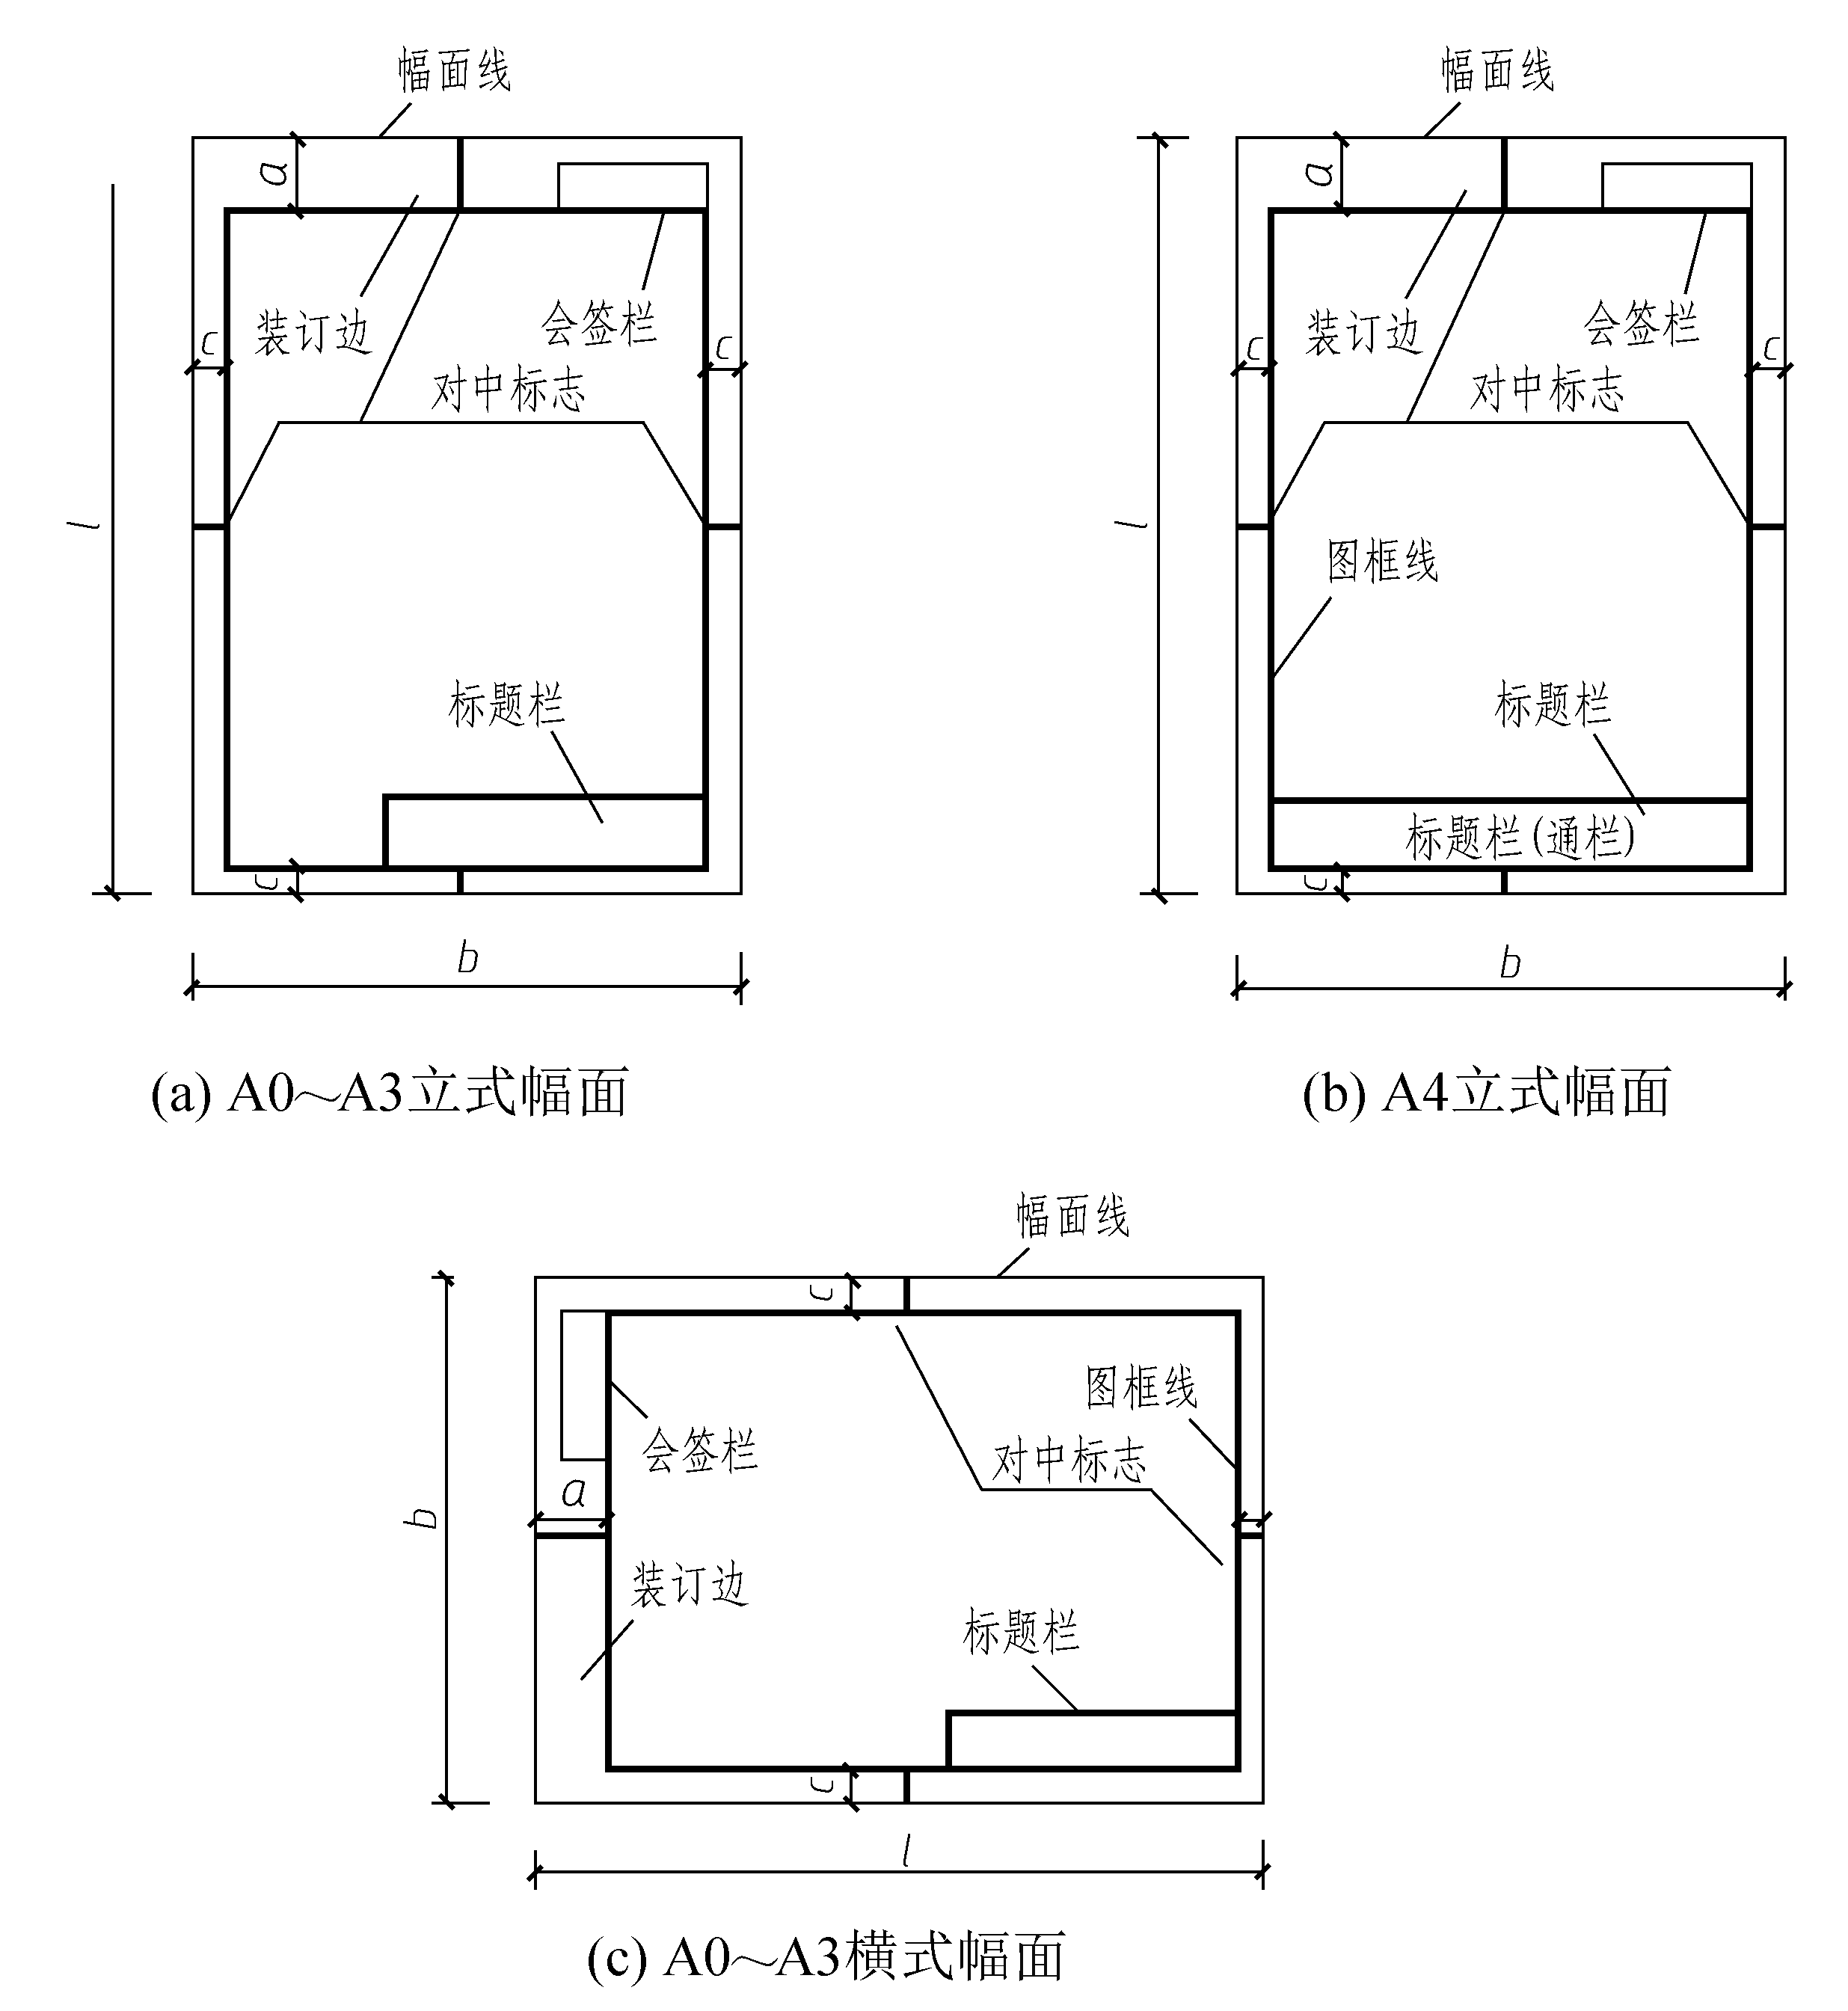 幅面线
a
装订边
会签栏
c
c
对中标志
l
标题栏
c
b
(a) A0～A3立式幅面
幅面线
a
装订边
会签栏
c
c
对中标志
l
图框线
标题栏
标题栏(通栏)
c
b
(b) A4立式幅面
幅面线
c
图框线
会签栏
对中标志
a
b
装订边
标题栏
c
l
(c) A0～A3横式幅面